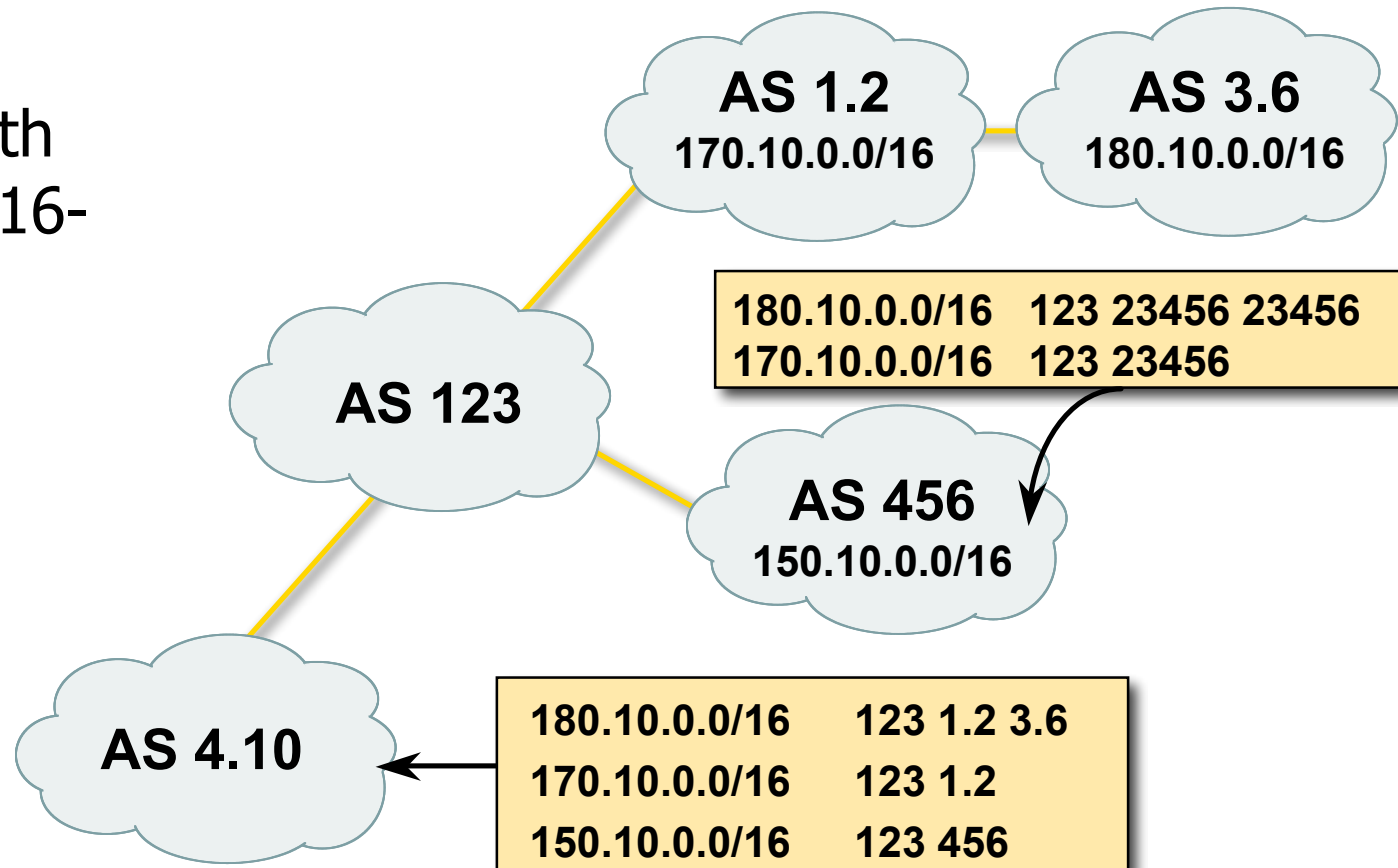 th
16-
AS 1.2
170.10.0.0/16
AS 3.6
180.10.0.0/16
180.10.0.0/16 123 23456 23456
170.10.0.0/16 123 23456
AS 123
AS 456
150.10.0.0/16
AS 4.10
180.10.0.0/16 123 1.2 3.6
170.10.0.0/16 123 1.2
150.10.0.0/16 123 456